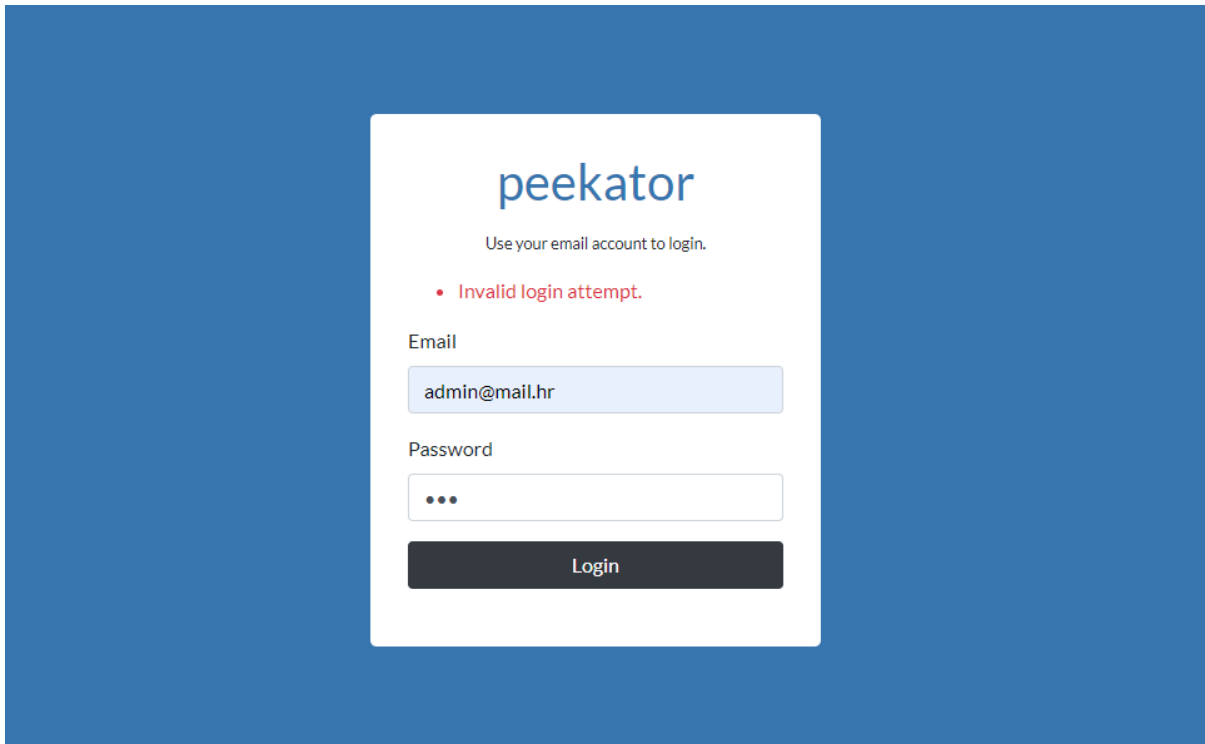 peekator
Use your email account to login.
• Invalid login attempt.
Email
admin@mail.hr
Password
•••
Login